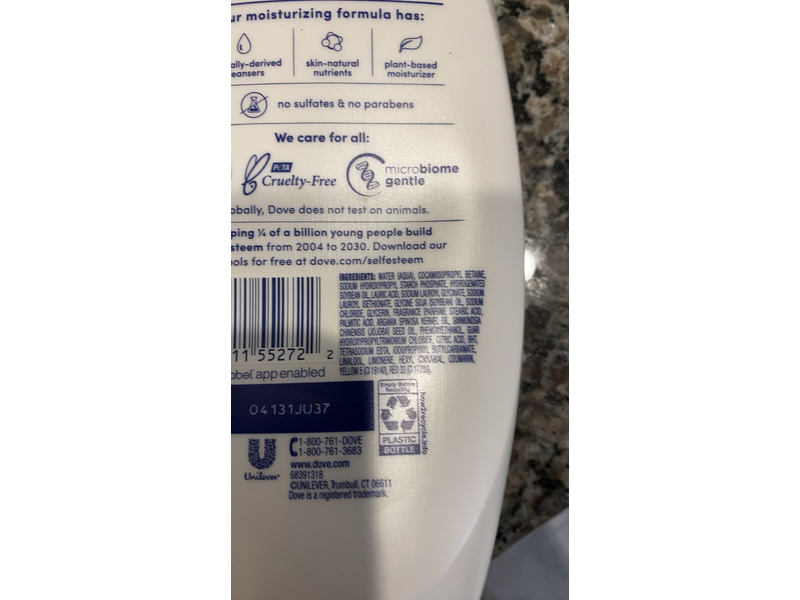 ur moisturizing formula has:
ally-derived
eansers
skin-natural
nutrients
plant-based
moisturizer
no sulfates & no parabens
We care for all:
PETA
Cruelty-Free
microbiome
gentle
obally, Dove does not test on animals.
ping ¼ of a billion young people build
steem from 2004 to 2030. Download our
ols for free at dove.com/selfesteem
INGREDIENTS: WATER (AQUA), COCAMIDOPROPYL BETAINE,
SODIUM HYDROXYPROPYL STARCH PHOSPHATE, HYDROGENATED
SOYBEAN OIL, LAURIC ACID, SODIUM LAUROYL GLYCINATE, SODIUM
LAUROYL ISETHIONATE, GLYCINE SOJA (SOYBEAN) OIL, SODIUM
CHLORIDE, GLYCERIN, FRAGRANCE (PARFUM), STEARIC ACID,
PALMITIC ACID, ARGANIA SPINOSA KERNEL OIL, SIMMONDSIA
CHINENSIS (JOJOBA) SEED OIL, PHENOXYETHANOL, GUAR
HYDROXYPROPYLTRIMONIUM CHLORIDE, CITRIC ACID, BHT,
TETRASODIUM EDTA, IODOPROPYNYL BUTYLCARBAMATE,
LINALOOL, LIMONENE, HEXYL CINNAMAL, COUMARIN,
YELLOW 5 (CI 19140), RED 33 (CI 17200).
11 55272 2
abel app enabled
04131JU37
Simply Before
Recycling
PLASTIC
BOTTLE
how2recycle.info
Unilever
1-800-761-DOVE
1-800-761-3683
www.dove.com
68391318
©UNILEVER, Trumbull, CT 06611
Dove is a registered trademark.